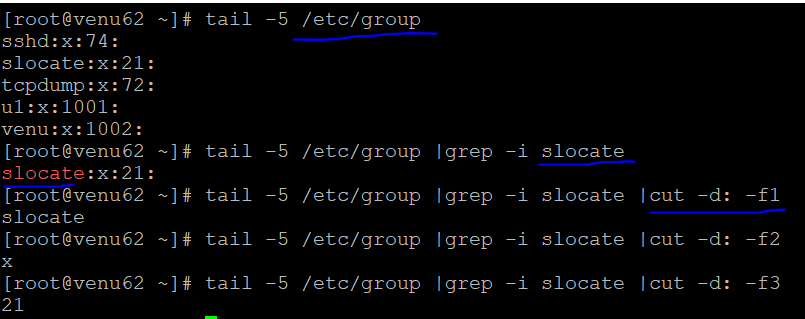 [root@venu62 ~]# tail -5 /etc/group
sshd:x:74:
slocate:x:21:
tcpdump:x:72:
u1:x:1001:
venu:x:1002:
[root@venu62 ~]# tail -5 /etc/group |grep -i slocate
slocate:x:21:
[root@venu62 ~]# tail -5 /etc/group |grep -i slocate |cut -d: -f1
slocate
[root@venu62 ~]# tail -5 /etc/group |grep -i slocate |cut -d: -f2
x
[root@venu62 ~]# tail -5 /etc/group |grep -i slocate |cut -d: -f3
21